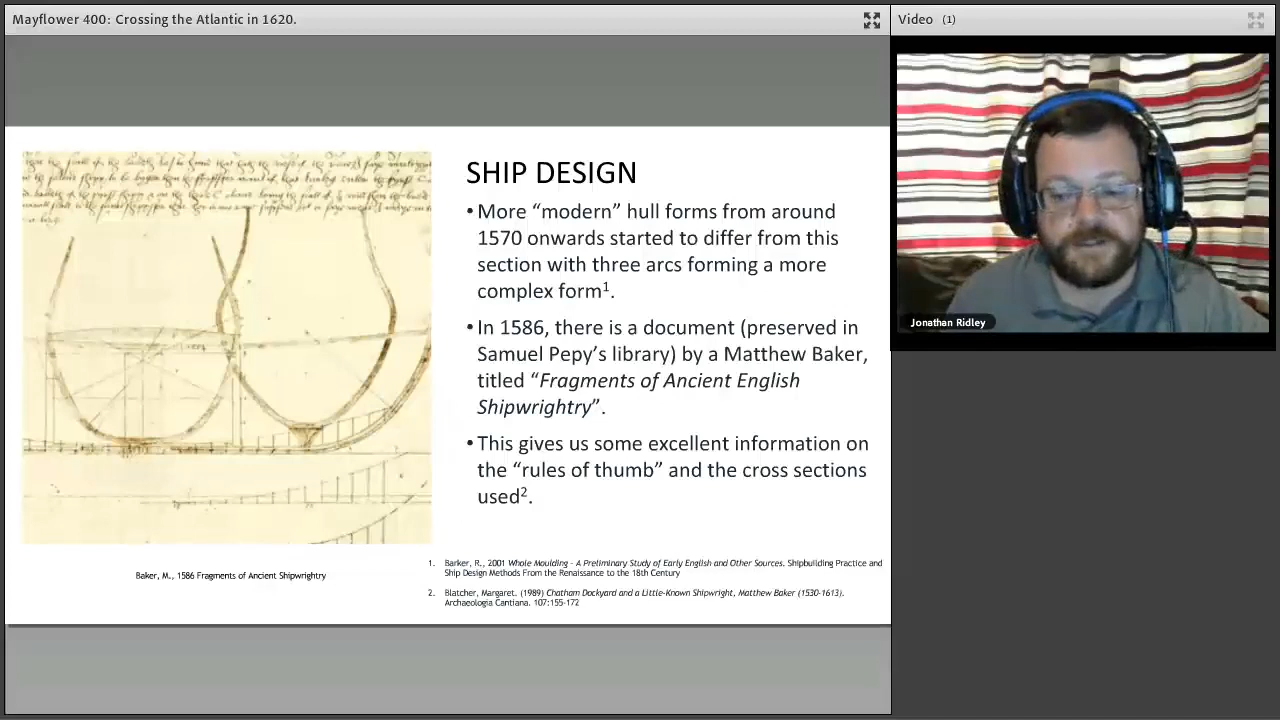 Mayflower 400: Crossing the Atlantic in 1620.
Video (1)
SHIP DESIGN
•More “modern” hull forms from around
1570 onwards started to differ from this
section with three arcs forming a more
complex form1.
•In 1586, there is a document (preserved in
Samuel Pepy’s library) by a Matthew Baker,
titled “Fragments of Ancient English
Shipwrightry”.
•This gives us some excellent information on
the “rules of thumb” and the cross sections
used2.
Baker, M., 1586 Fragments of Ancient Shipwrightry
1. Barker, R., 2001 Whole Moulding - A Preliminary Study of Early English and Other Sources. Shipbuilding Practice and
Ship Design Methods From the Renaissance to the 18th Century
2. Blatcher, Margaret. (1989) Chatham Dockyard and a Little-Known Shipwright, Matthew Baker (1530-1613).
Archaeologia Cantiana. 107:155-172
Jonathan Ridley